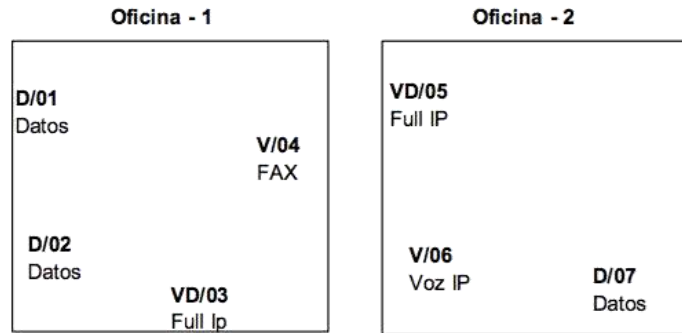 Oficina - 1
D/01
Datos
V/04
FAX
D/02
Datos
VD/03
Full Ip
Oficina - 2
VD/05
Full IP
V/06
Voz IP
D/07
Datos